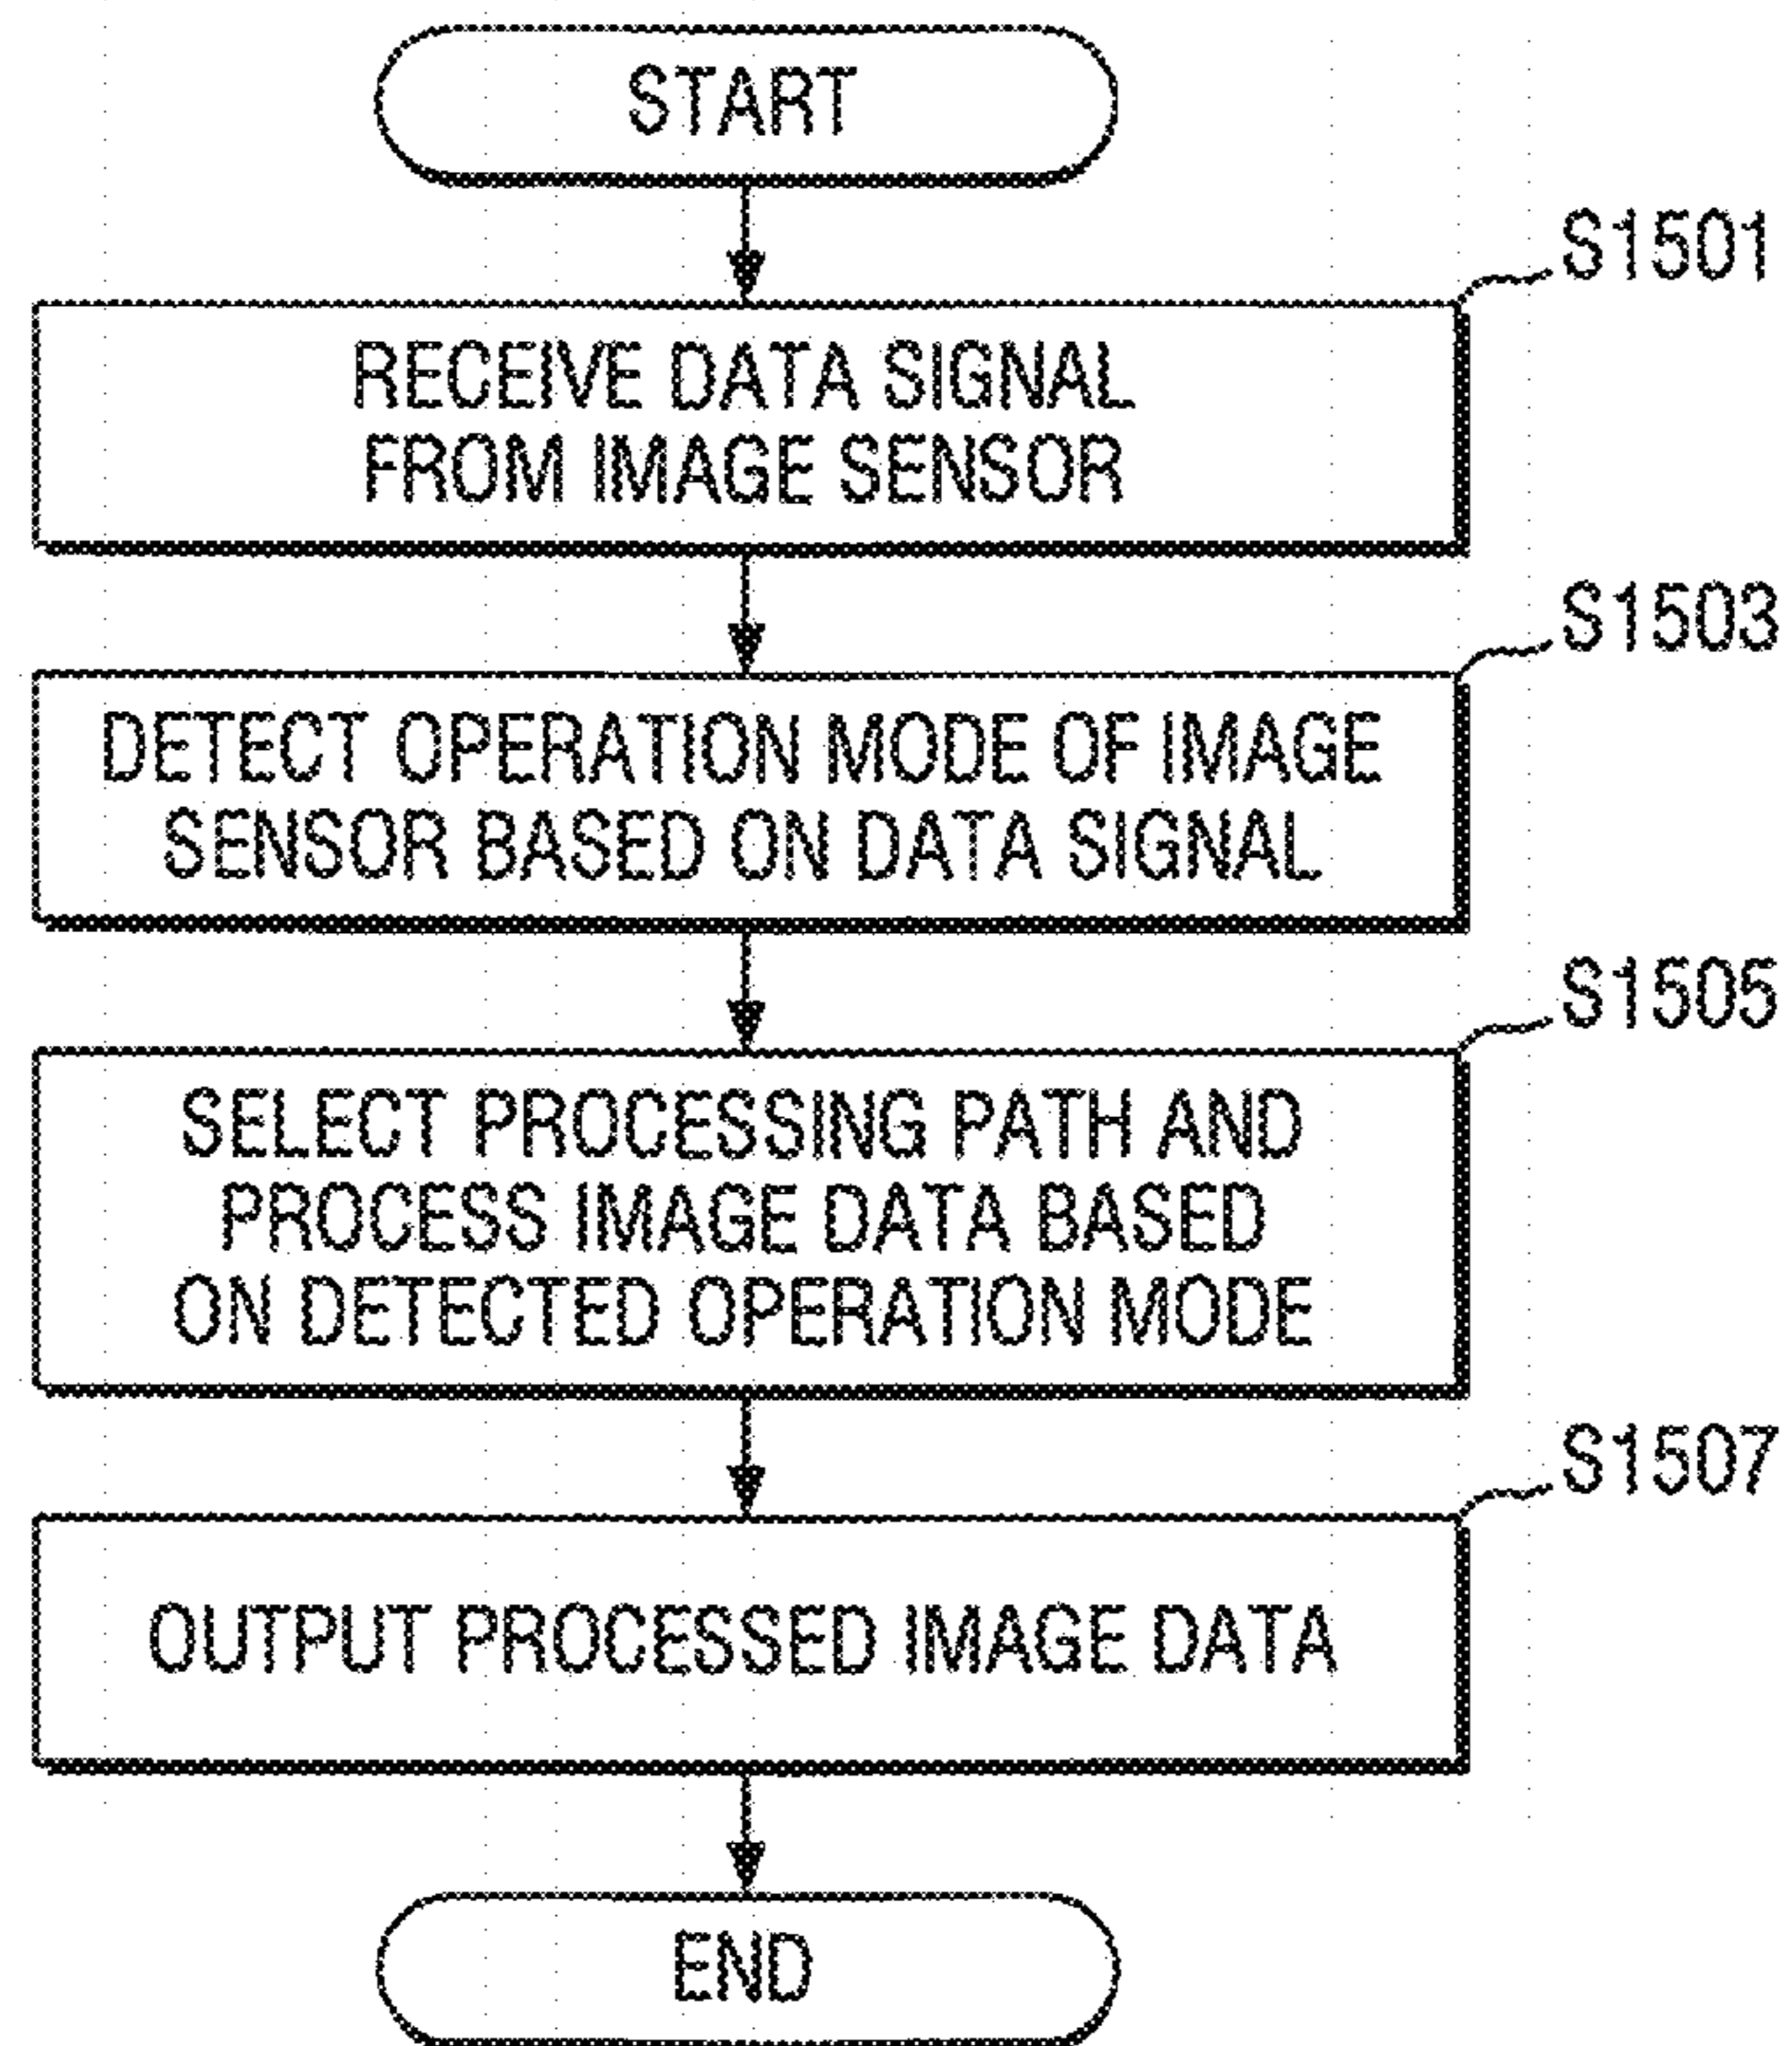 START
S1501
RECEIVE DATA SIGNAL
FROM IMAGE SENSOR
S1503
DETECT OPERATION MODE OF IMAGE
SENSOR BASED ON DATA SIGNAL
S1505
SELECT PROCESSING PATH AND
PROCESS IMAGE DATA BASED
ON DETECTED OPERATION MODE
S1507
OUTPUT PROCESSED IMAGE DATA
END